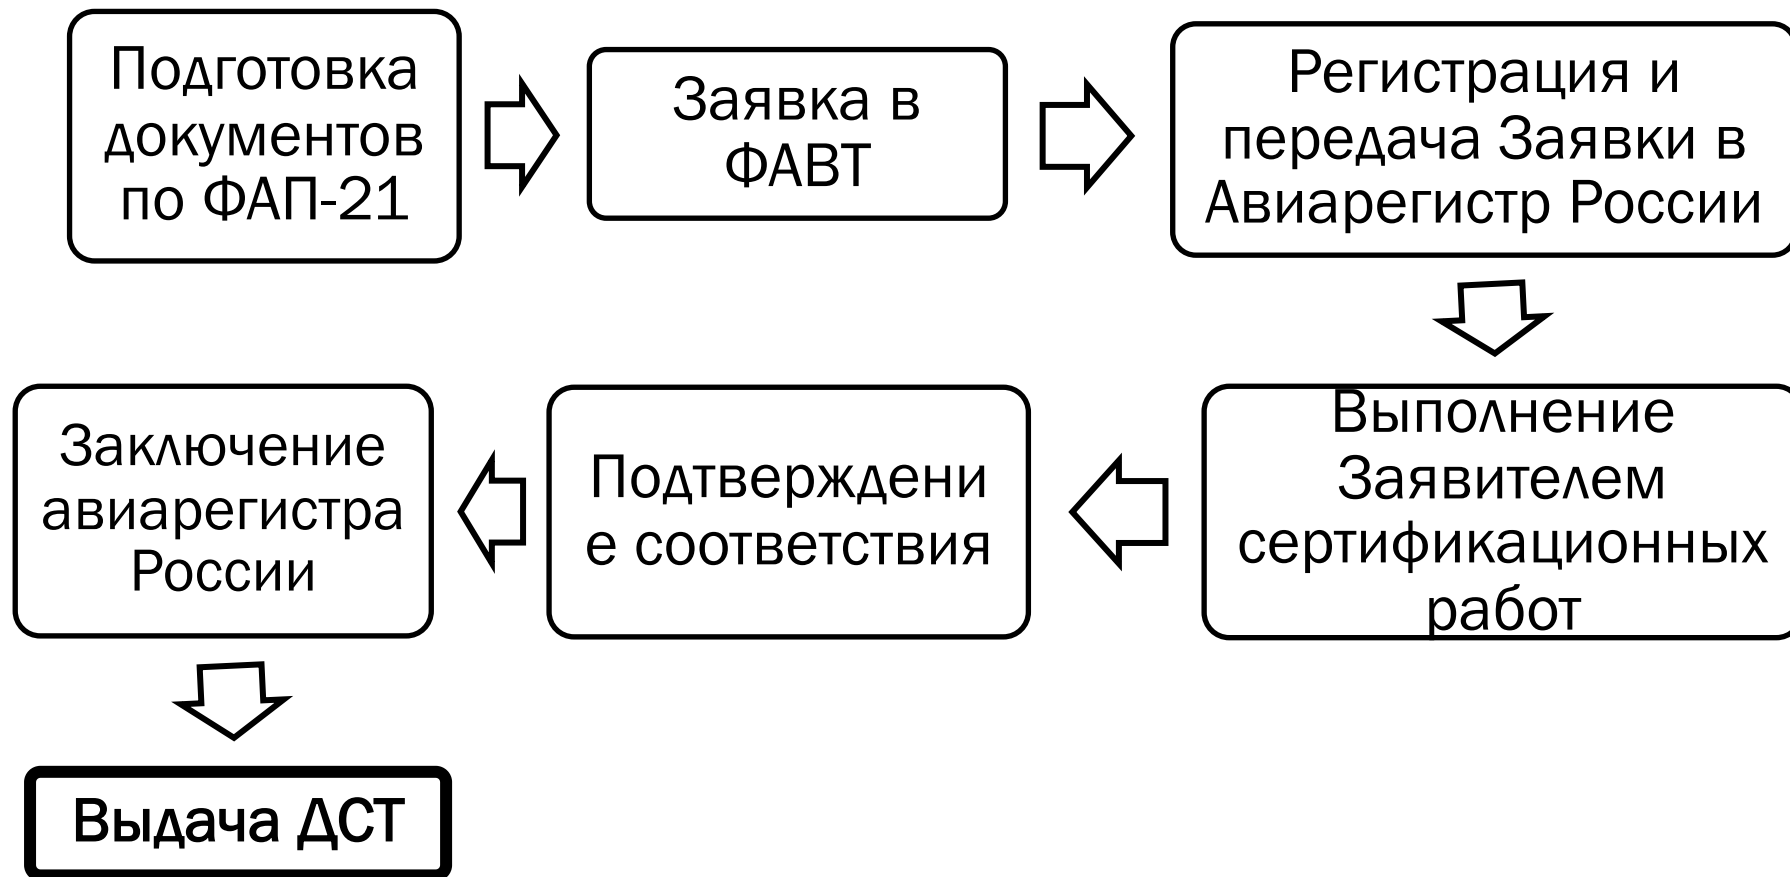 Подготовка
документов
по ФАП-21
Заявка в
ФАВТ
Регистрация и
передача Заявки в
Авиарегистр России
Выполнение
Заявителем
сертификационных
работ
Подтверждени
е соответствия
Заключение
авиарегистра
России
Выдача ДСТ